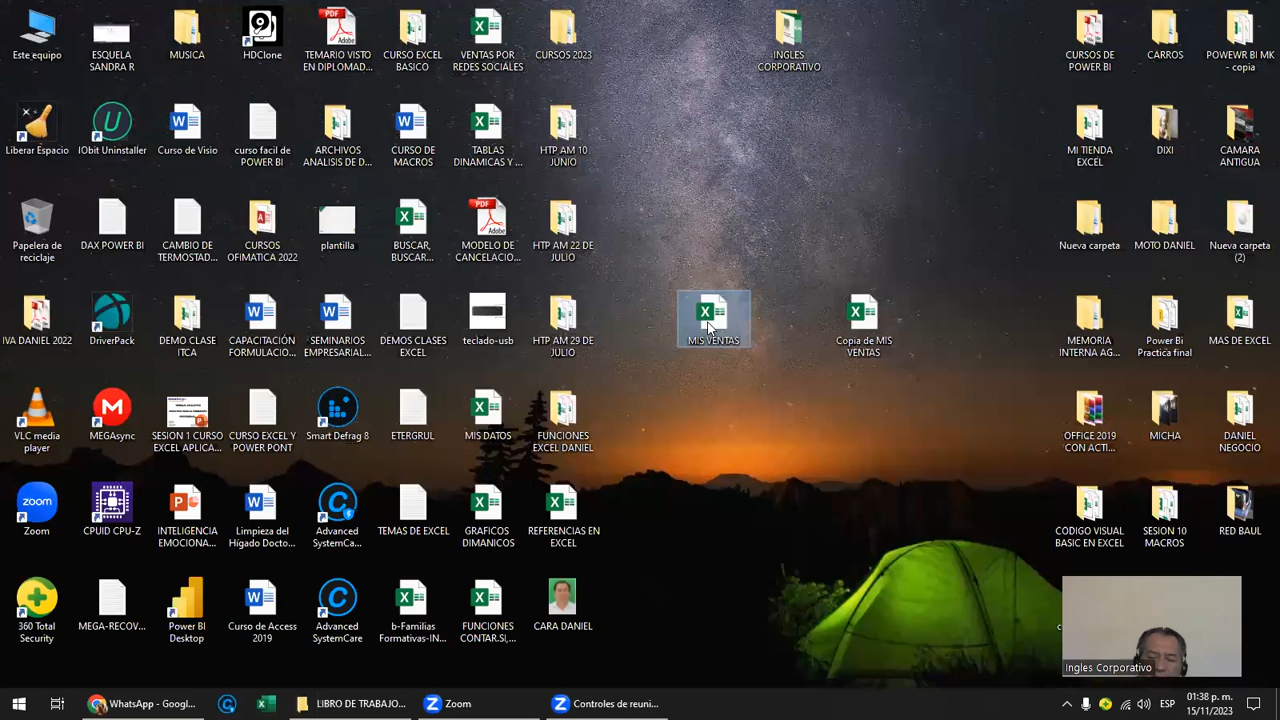 Este equipo
ESCUELA
SANDRA R
MUSICA
9
HDClone
PDF
Adobe
TEMARIO VISTO
EN DIPLOMAD...
CURSO EXCEL
BASICO
VENTAS POR
REDES SOCIALES
CURSOS 2023
INGLES
CORPORATIVO
CURSOS DE
POWER BI
CARROS
POWEWR BI MK
- copia
Liberar Espacio
IObit Uninstaller
Curso de Visio
curso facil de
POWER BI
ARCHIVOS
ANALISIS DE D...
CURSO DE
MACROS
TABLAS
DINAMICAS Y ...
HTP AM 10
JUNIO
MI TIENDA
EXCEL
DIXI
CAMARA
ANTIGUA
Papelera de
reciclaje
DAX POWER BI
CAMBIO DE
TERMOSTAD...
CURSOS
OFIMATICA 2022
plantilla
BUSCAR,
BUSCAR...
PDF
Adobe
MODELO DE
CANCELACIO...
HTP AM 22 DE
JULIO
Nueva carpeta
MOTO DANIEL
Nueva carpeta
(2)
IVA DANIEL 2022
DriverPack
DEMO CLASE
ITCA
CAPACITACIÓN
FORMULACIO...
SEMINARIOS
EMPRESARIAL...
DEMOS CLASES
EXCEL
teclado-usb
HTP AM 29 DE
JULIO
MIS VENTAS
Copia de MIS
VENTAS
MEMORIA
INTERNA AG...
Power Bi
Practica final
MAS DE EXCEL
VLC media
player
MEGAsync
SESION 1 CURSO
EXCEL APLICA...
CURSO EXCEL Y
POWER PONT
Smart Defrag 8
ETERGRUL
MIS DATOS
FUNCIONES
EXCEL DANIEL
OFFICE 2019
CON ACTI...
MICHA
DANIEL
NEGOCIO
zoom
Zoom
CPUID CPU-Z
INTELIGENCIA
EMOCIONA...
Limpieza del
Hígado Docto...
Advanced
SystemCa...
TEMAS DE EXCEL
GRAFICOS
DIMANICOS
REFERENCIAS EN
EXCEL
CODIGO VISUAL
BASIC EN EXCEL
SESION 10
MACROS
RED BAUL
360 Total
Security
MEGA-RECOV...
Power BI
Desktop
Curso de Access
2019
Advanced
SystemCare
b-Familias
Formativas-IN...
FUNCIONES
CONTAR.SI,...
CARA DANIEL
Ingles Corporativo
WhatsApp - Googl...
LIBRO DE TRABAJO...
Zoom
Controles de reuni...
ESP
01:38 p. m.
15/11/2023